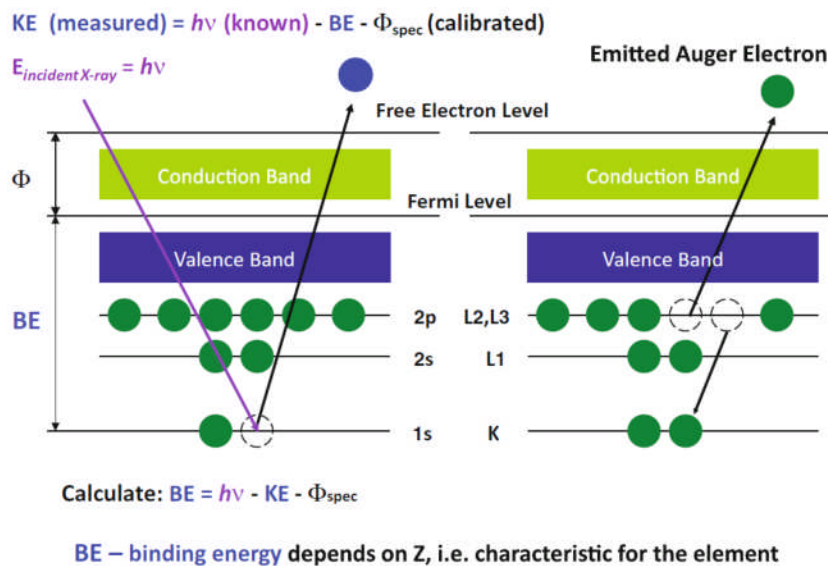 KE (measured) = hν (known) - BE - Φspec (calibrated)
Eincident X-ray = hν
Emitted Auger Electron
Free Electron Level
Φ
Conduction Band
Conduction Band
Fermi Level
Valence Band
Valence Band
BE
2p
L2,L3
2s
L1
1s
K
Calculate: BE = hν - KE - Φspec
BE – binding energy depends on Z, i.e. characteristic for the element